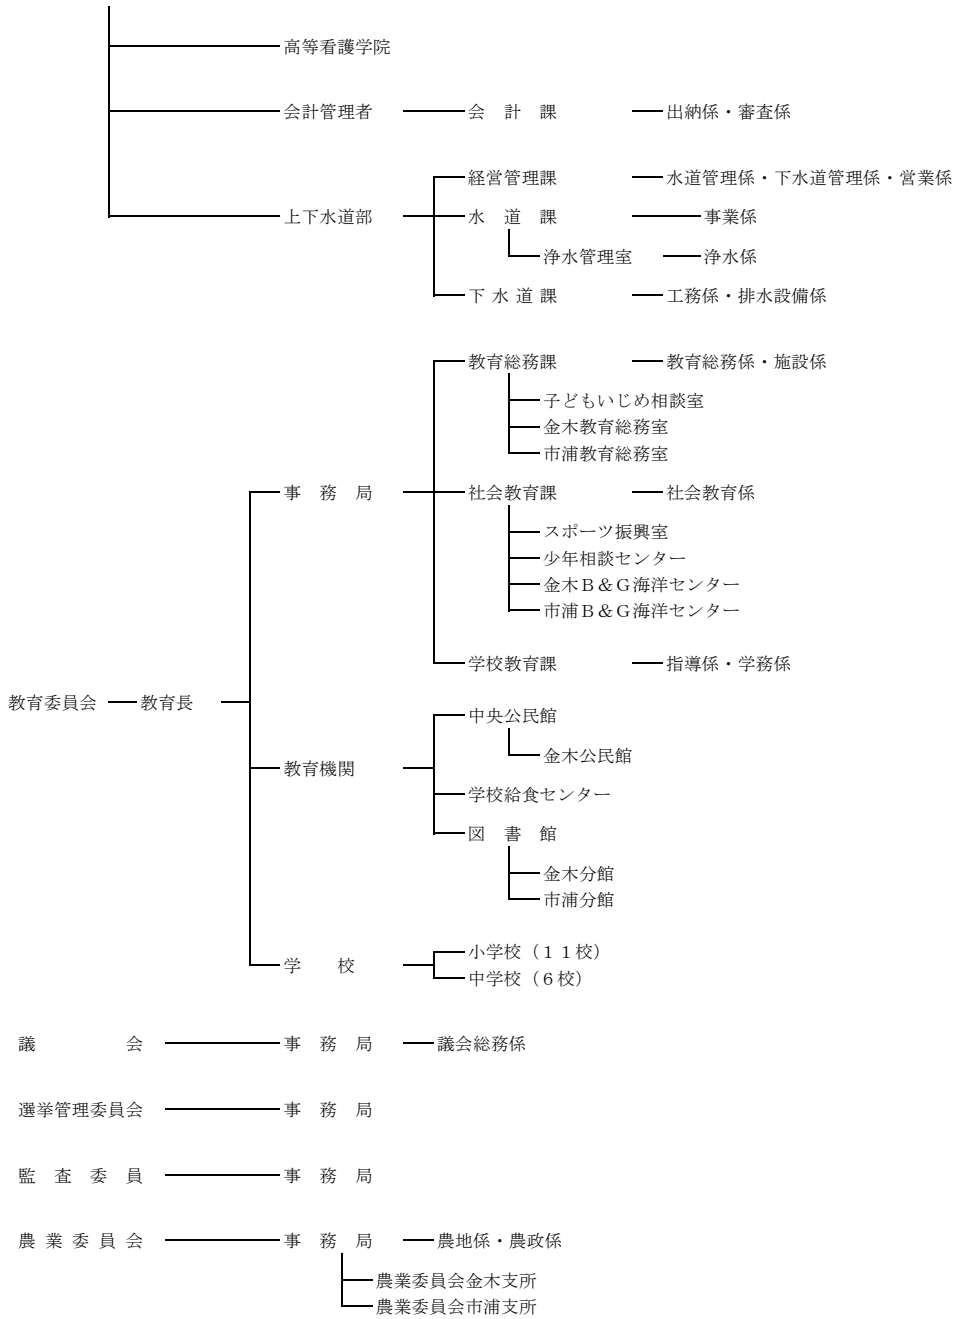 高等看護学院
会計管理者 会　計　課 出納係・審査係
経営管理課 水道管理係・下水道管理係・営業係
上下水道部 水　道　課 事業係
浄水管理室 浄水係
下 水 道 課 工務係・排水設備係
教育総務課 教育総務係・施設係
子どもいじめ相談室
金木教育総務室
市浦教育総務室
事　務　局 社会教育課 社会教育係
スポーツ振興室
少年相談センター
金木Ｂ＆Ｇ海洋センター
市浦Ｂ＆Ｇ海洋センター
学校教育課 指導係・学務係
教育委員会 教育長
中央公民館
金木公民館
教育機関
学校給食センター
図　書　館
金木分館
市浦分館
小学校（１１校）
学　　校
中学校（６校）
議　　　　　会 事　務　局 議会総務係
選挙管理委員会 事　務　局
監　査　委　員 事　務　局
農 業 委 員 会 事　務　局 農地係・農政係
農業委員会金木支所
農業委員会市浦支所